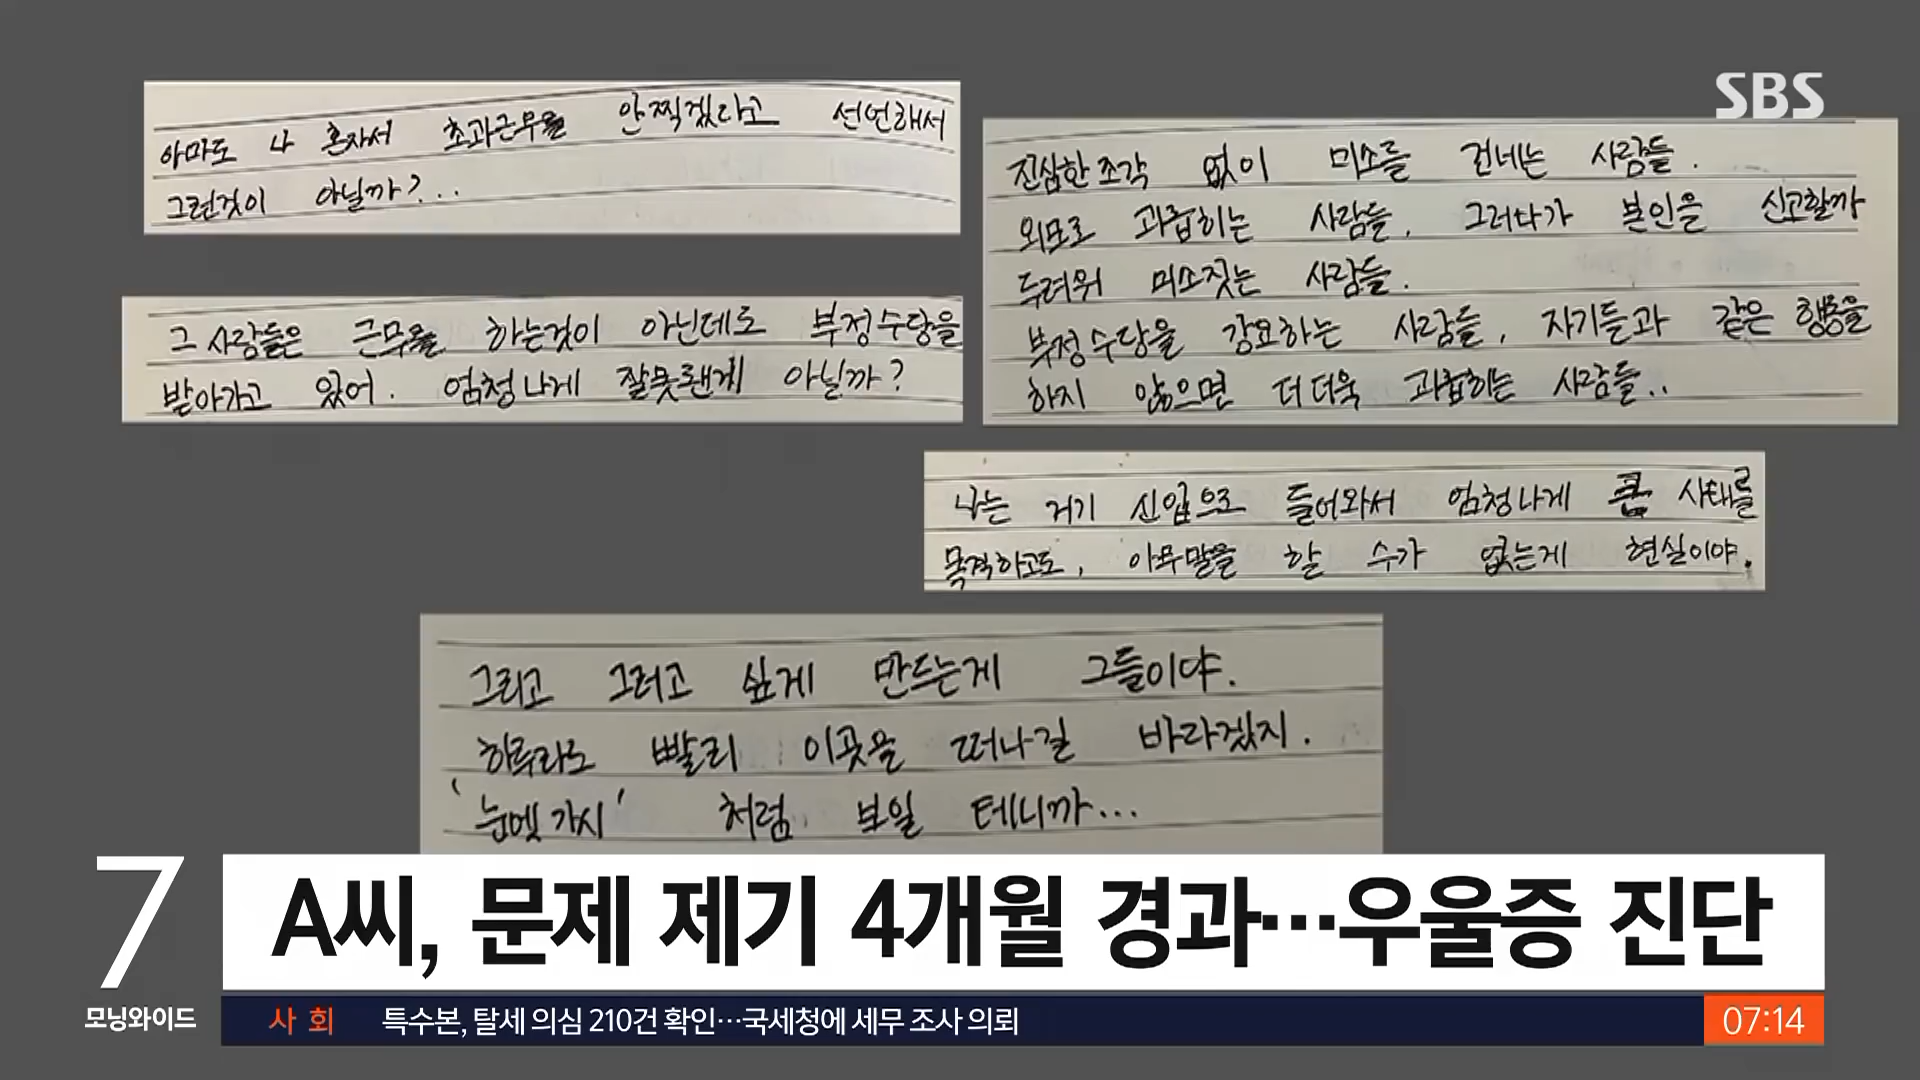 SBS
아마도 나 혼자서 초과근무를 안찍겠다고 선언해서
그런것이 아닐까?..
진심한조각 없이 미소를 건네는 사람들.
외모로 괴롭히는 사람들, 그러다가 본인을 신고할까
두려워 미소짓는 사람들.
부정수당을 강요하는 사람들, 자기들과 같은 행동을
하지 않으면 더더욱 괴롭히는 사람들..
그사람들은 근무를 하는것이 아닌데도 부정수당을
받아가고 있어. 엄청나게 잘못된게 아닐까?
나는 거기 신입으로 들어와서 엄청나게 큰 사태를
목격하고도, 아무말을 할 수가 없는게 현실이야.
그리고 그러고 싶게 만드는게 그들이야.
하루라도 빨리 이곳을 떠나길 바라겠지.
'눈엣가시' 처럼 보일 테니까...
7
모닝와이드
A씨, 문제 제기 4개월 경과…우울증 진단
사회 특수본, 탈세 의심 210건 확인…국세청에 세무 조사 의뢰 07:14